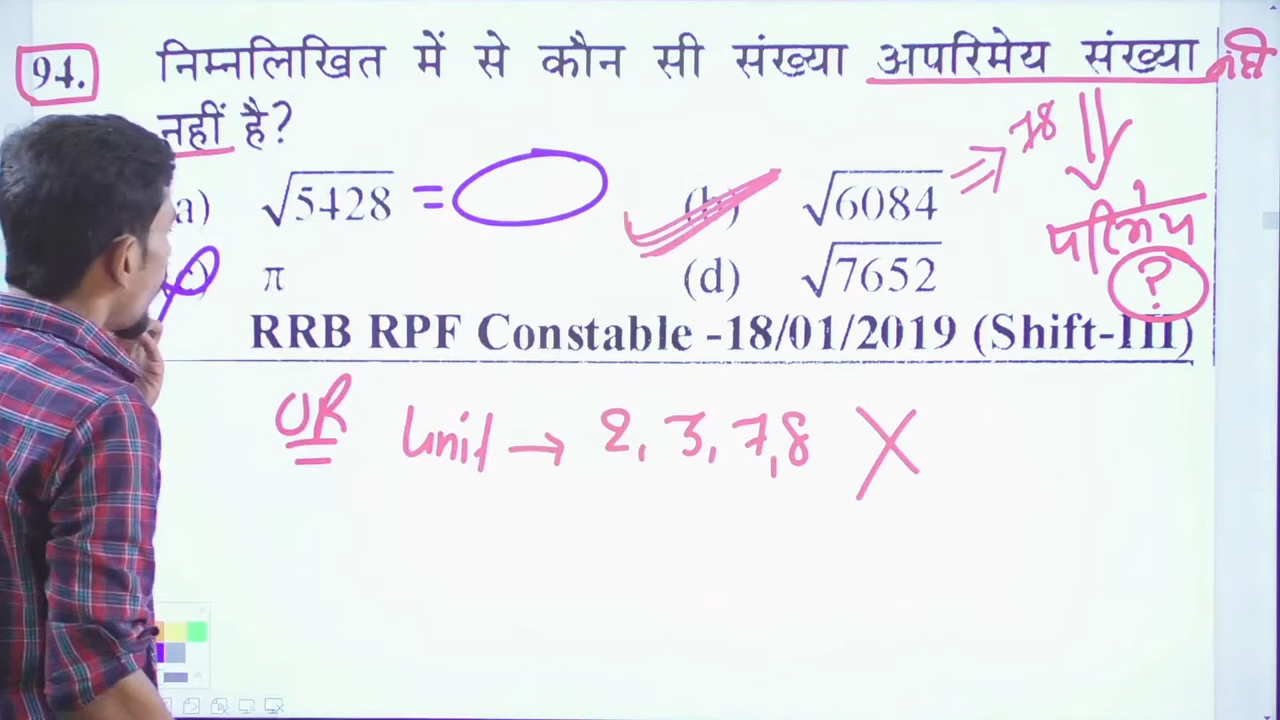 94. निम्नलिखित में से कौन सी संख्या अपरिमेय संख्या नही
नहीं है?
a) √5428 = (b) √6084 ⇒ 78
π (d) √7652
परिमेय
?
RRB RPF Constable -18/01/2019 (Shift-III)
OR Unit → 2, 3, 7, 8 X